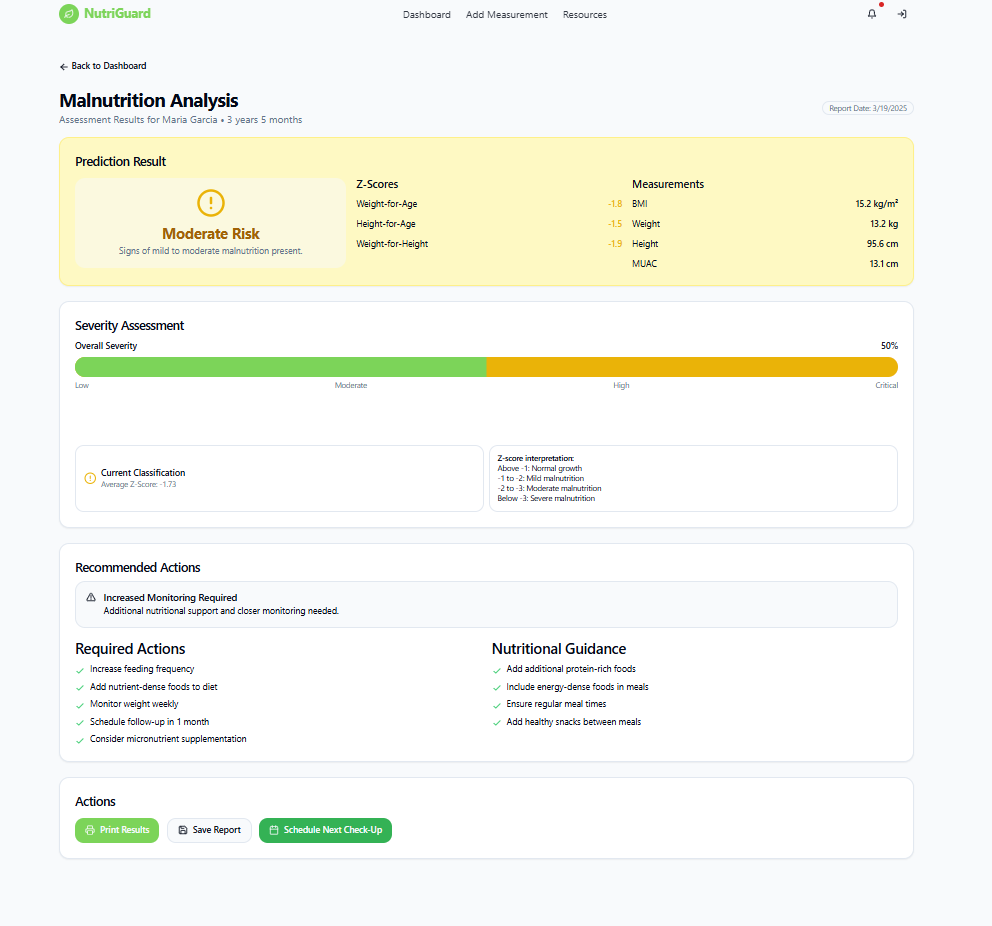 NutriGuard
Dashboard Add Measurement Resources
Back to Dashboard
Malnutrition Analysis
Assessment Results for Maria Garcia • 3 years 5 months
Report Date: 3/19/2025
Prediction Result
Moderate Risk
Signs of mild to moderate malnutrition present.
Z-Scores
Weight-for-Age -1.8
Height-for-Age -1.5
Weight-for-Height -1.9
Measurements
BMI 15.2 kg/m²
Weight 13.2 kg
Height 95.6 cm
MUAC 13.1 cm
Severity Assessment
Overall Severity 50%
Low Moderate High Critical
Current Classification
Average Z-Score: -1.73
Z-score interpretation:
Above -1: Normal growth
-1 to -2: Mild malnutrition
-2 to -3: Moderate malnutrition
Below -3: Severe malnutrition
Recommended Actions
Increased Monitoring Required
Additional nutritional support and closer monitoring needed.
Required Actions
Increase feeding frequency
Add nutrient-dense foods to diet
Monitor weight weekly
Schedule follow-up in 1 month
Consider micronutrient supplementation
Nutritional Guidance
Add additional protein-rich foods
Include energy-dense foods in meals
Ensure regular meal times
Add healthy snacks between meals
Actions
Print Results Save Report Schedule Next Check-Up